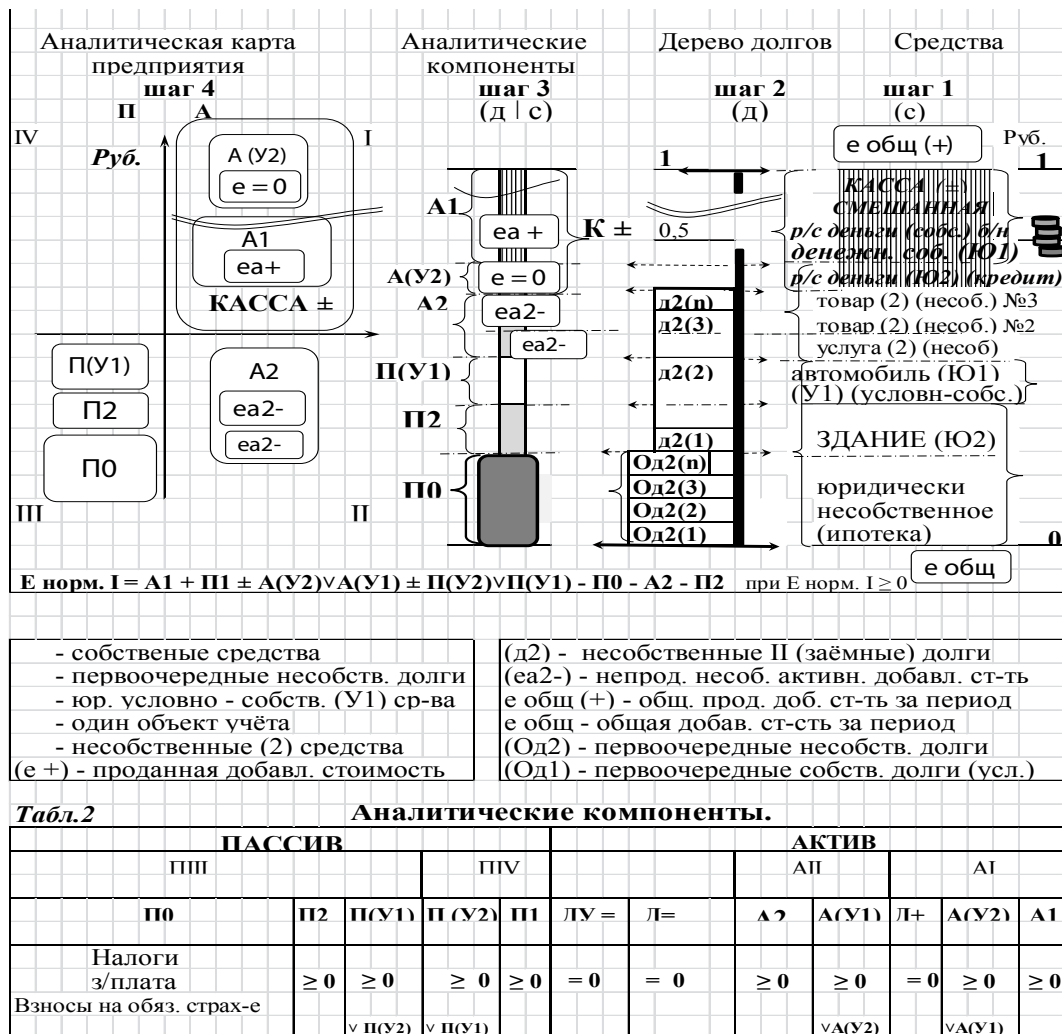 Аналитическая карта предприятия
шаг 4
П А
Аналитические компоненты
шаг 3
(д | с)
Дерево долгов
шаг 2
(д)
Средства
шаг 1
(с)
IV
Руб.
I
А (У2)
е = 0
А1
еа+
КАССА ±
П(У1)
П2
П0
А2
еа2-
еа2-
III
II
А1
еа +
К ±
А(У2)
е = 0
А2
еа2-
еа2-
П(У1)
П2
П0
1
0,5
д2(n)
д2(3)
д2(2)
д2(1)
Од2(n)
Од2(3)
Од2(2)
Од2(1)
е общ (+)
Руб.
1
КАССА (±)
СМЕШАННАЯ
р/с деньги (собс.) б/н
денежн. соб. (Ю1)
р/с деньги (Ю2) (кредит)
товар (2) (несоб.) №3
товар (2) (несоб.) №2
услуга (2) (несоб)
автомобиль (Ю1)
(У1) (условн-собс.)
ЗДАНИЕ (Ю2)
юридически
несобственное
(ипотека)
0
е общ
Е норм. I = А1 + П1 ± А(У2)∨А(У1) ± П(У2)∨П(У1) - П0 - А2 - П2 при Е норм. I ≥ 0
- собственые средства
- первоочередные несобств. долги
- юр. условно - собств. (У1) ср-ва
- один объект учёта
- несобственные (2) средства
(е +) - проданная добавл. стоимость
(д2) - несобственные II (заёмные) долги
(еа2-) - непрод. несоб. активн. добавл. ст-ть
е общ (+) - общ. прод. доб. ст-ть за период
е общ - общая добав. ст-сть за период
(Од2) - первоочередные несобств. долги
(Од1) - первоочередные собств. долги (усл.)
Табл.2 Аналитические компоненты.
ПАССИВ АКТИВ
ПIII ПIV АII АI
П0 П2 П(У1) П (У2) П1 ЛУ = Л= А2 А(У1) Л+ А(У2) А1
Налоги
з/плата ≥ 0 ≥ 0 ≥ 0 ≥ 0 = 0 = 0 ≥ 0 ≥ 0 = 0 ≥ 0 ≥ 0
Взносы на обяз. страх-е
∨ П(У2) ∨ П(У1) ∨А(У2) ∨А(У1)